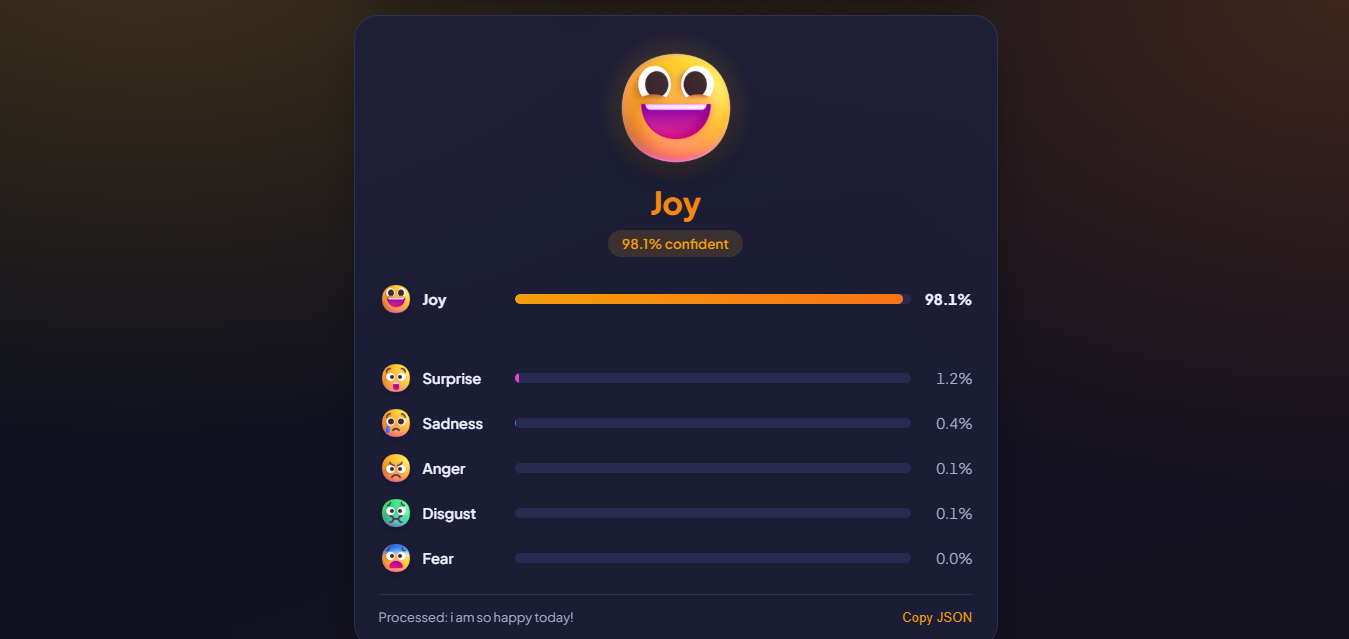 Joy
98.1% confident
Joy 98.1%
Surprise 1.2%
Sadness 0.4%
Anger 0.1%
Disgust 0.1%
Fear 0.0%
Processed: i am so happy today! Copy JSON